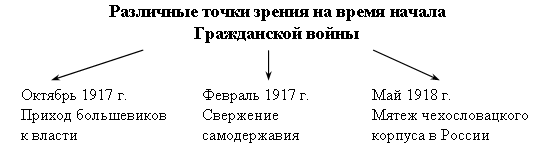 Различные точки зрения на время начала
Гражданской войны
Октябрь 1917 г.
Приход большевиков
к власти
Февраль 1917 г.
Свержение
самодержавия
Май 1918 г.
Мятеж чехословацкого
корпуса в России